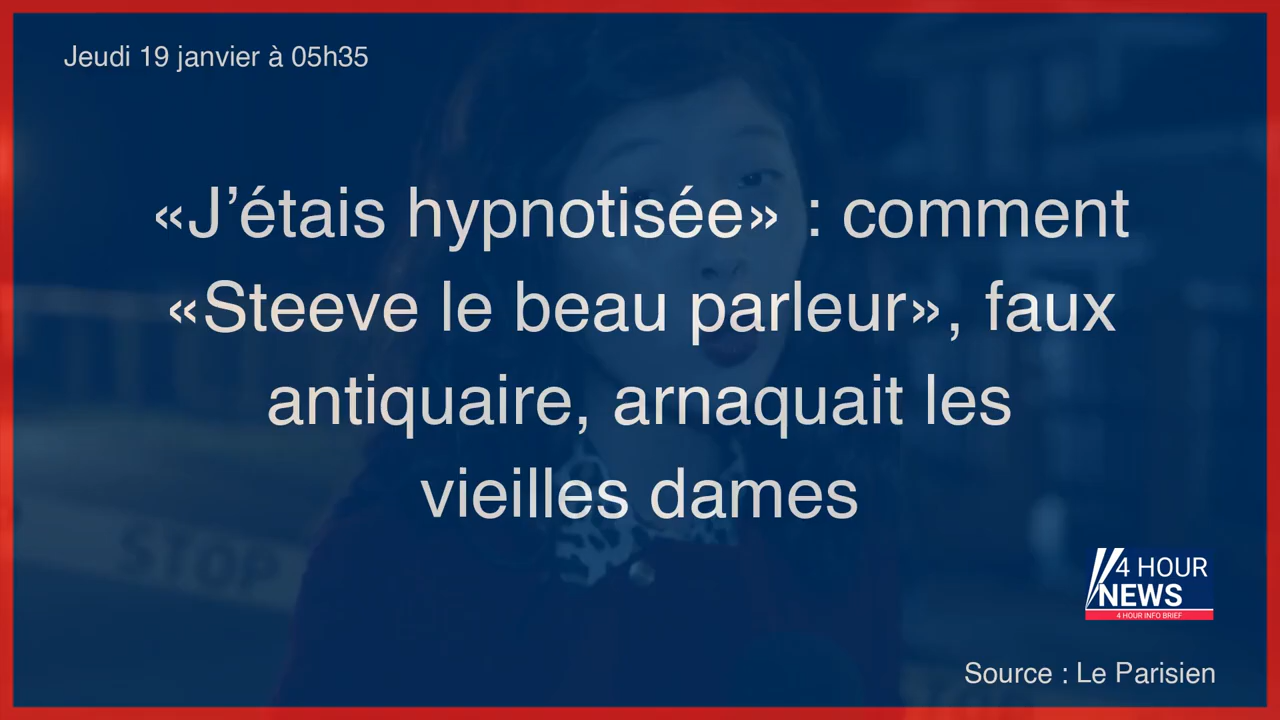 Jeudi 19 janvier à 05h35
«J’étais hypnotisée» : comment
«Steeve le beau parleur», faux
antiquaire, arnaquait les
vieilles dames
STOP
4 HOUR
NEWS
4 HOUR INFO BRIEF
Source : Le Parisien